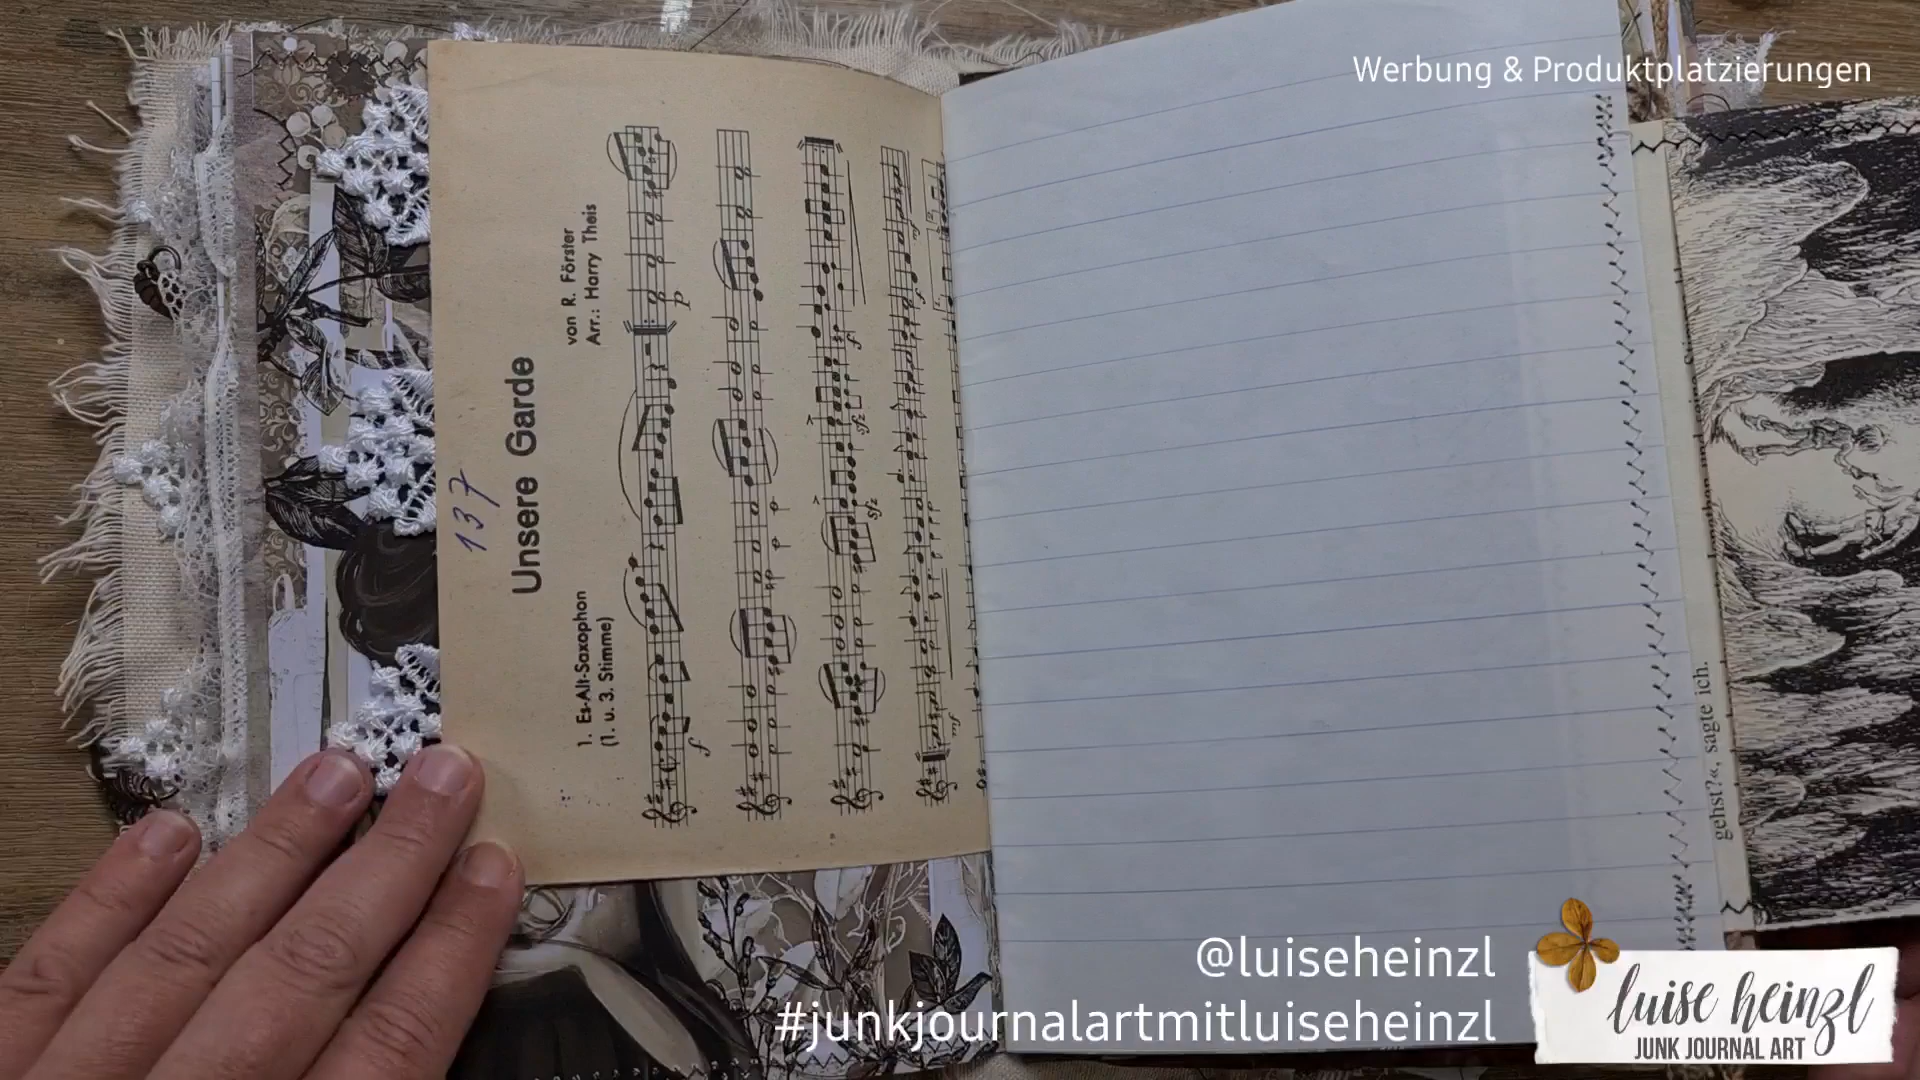 Werbung & Produktplatzierungen
137
Unsere Garde
von R. Förster
Arr.: Harry Theis
1. Es-Alt-Saxophon
(1. u. 3. Stimme)
gehst?«, sagte ich.
@luiseheinzl
#junkjournalartmitluiseheinzl
luise heinzl
JUNK JOURNAL ART